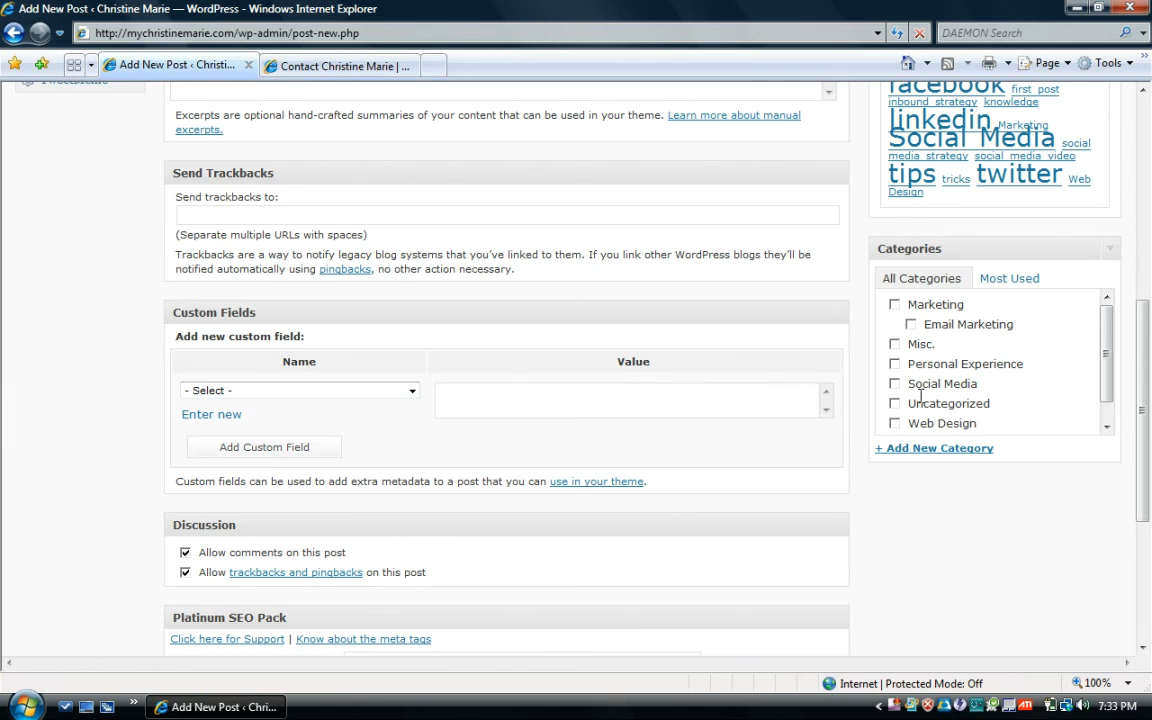 Add New Post ‹ Christine Marie — WordPress - Windows Internet Explorer
http://mychristinemarie.com/wp-admin/post-new.php
DAEMON Search
Add New Post ‹ Christi...
Contact Christine Marie | ...
Page
Tools
facebook first post
inbound strategy knowledge
linkedin Marketing
Social Media social
media strategy social media video
tips tricks twitter Web
Design
Excerpts are optional hand-crafted summaries of your content that can be used in your theme. Learn more about manual
excerpts.
Send Trackbacks
Send trackbacks to:
(Separate multiple URLs with spaces)
Trackbacks are a way to notify legacy blog systems that you've linked to them. If you link other WordPress blogs they'll be
notified automatically using pingbacks, no other action necessary.
Categories
All Categories
Most Used
Marketing
Email Marketing
Misc.
Personal Experience
Social Media
Uncategorized
Web Design
+ Add New Category
Custom Fields
Add new custom field:
Name
Value
- Select -
Enter new
Add Custom Field
Custom fields can be used to add extra metadata to a post that you can use in your theme.
Discussion
Allow comments on this post
Allow trackbacks and pingbacks on this post
Platinum SEO Pack
Click here for Support | Know about the meta tags
Internet | Protected Mode: Off
100%
Add New Post ‹ Chri...
7:33 PM